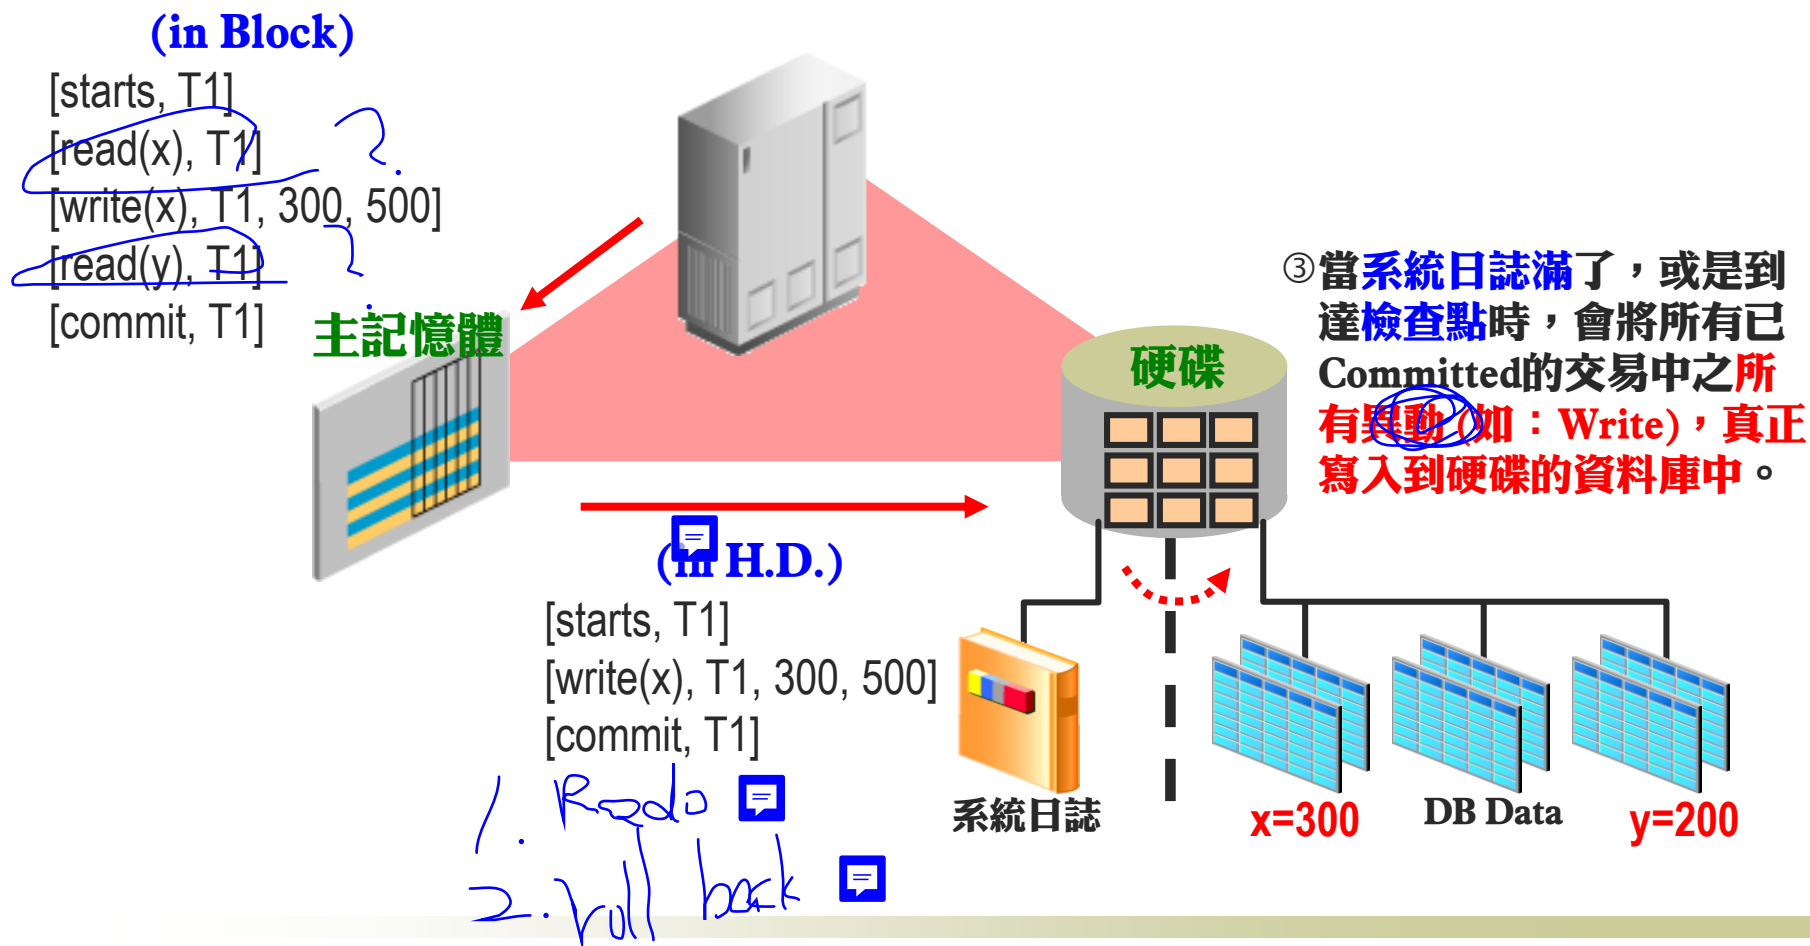 (in Block)
[starts, T1]
[read(x), T1] ?
[write(x), T1, 300, 500]
[read(y), T1] ?
[commit, T1]
主記憶體
硬碟
③當系統日誌滿了，或是到
達檢查點時，會將所有已
Committed的交易中之所
有異動 (如：Write)，真正
寫入到硬碟的資料庫中。
(in H.D.)
[starts, T1]
[write(x), T1, 300, 500]
[commit, T1]
1. Redo
2. roll back
系統日誌
x=300
DB Data
y=200